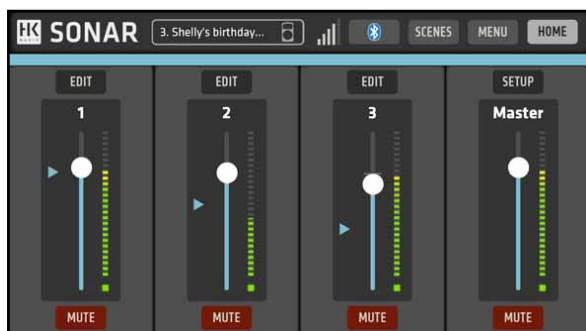 HK AUDIO SONAR 3. Shelly's birthday... SCENES MENU HOME
EDIT EDIT EDIT SETUP
1 2 3 Master
MUTE MUTE MUTE MUTE